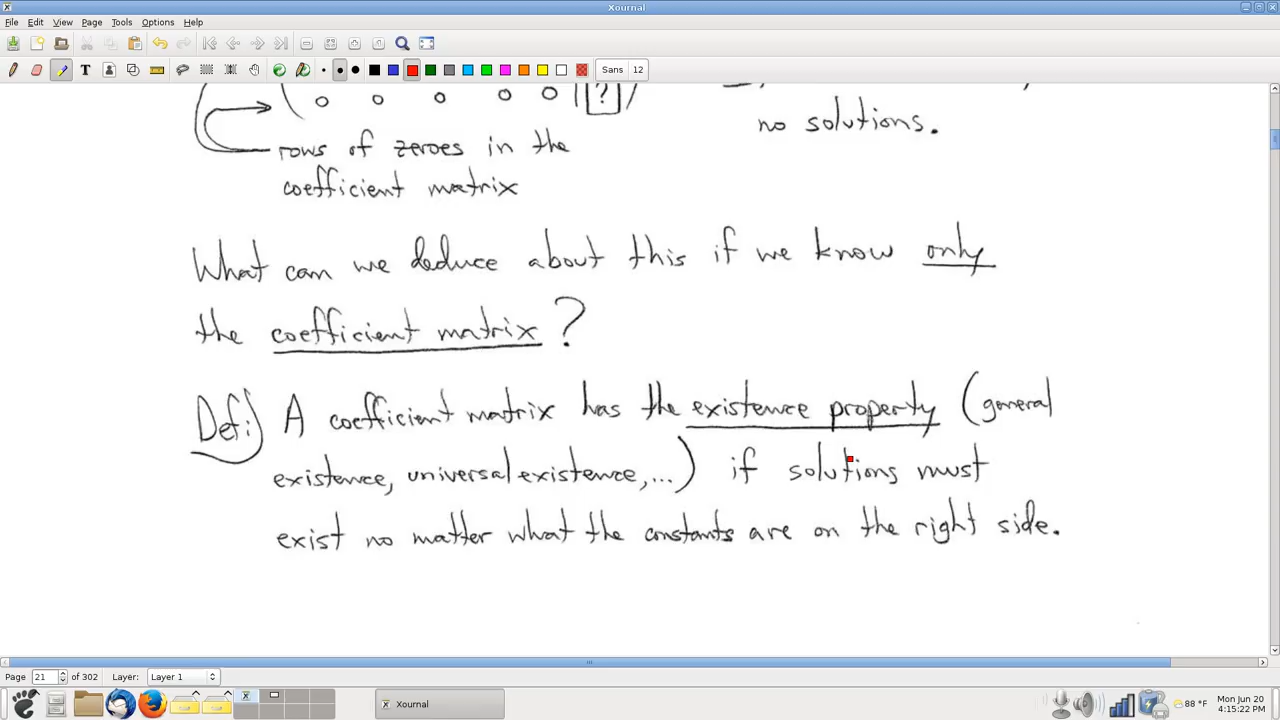 Xournal
File Edit View Page Tools Options Help
T Sans 12
0 0 0 0 0 ?
no solutions.
rows of zeroes in the
coefficient matrix
What can we deduce about this if we know only
the coefficient matrix?
Def:) A coefficient matrix has the existence property (general
existence, universal existence,...) if solutions must
exist no matter what the constants are on the right side.
Page 21 of 302 Layer: Layer 1
Xournal
88 °F
Mon Jun 20
4:15:22 PM